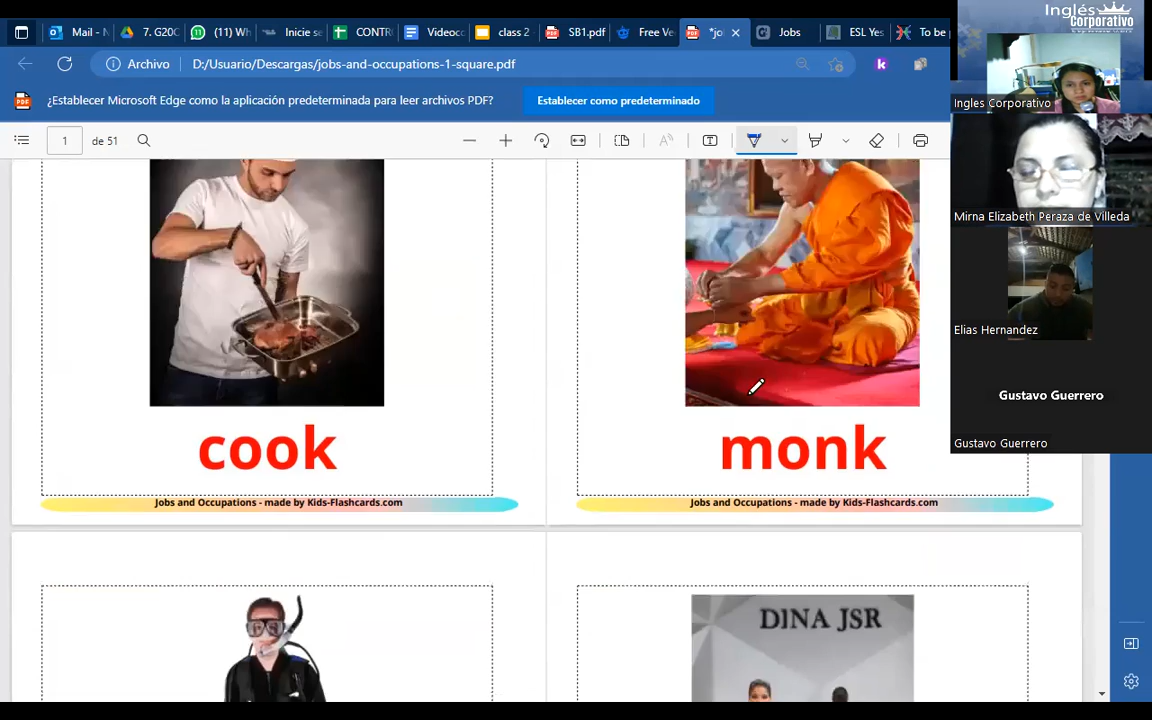 Mail - N
7. G20
(11) Wh
Inicie se
CONTR
Videoc
class 2
SB1.pdf
Free Ve
*jo
Jobs
ESL Yes
To be
Archivo
D:/Usuario/Descargas/jobs-and-occupations-1-square.pdf
¿Establecer Microsoft Edge como la aplicación predeterminada para leer archivos PDF?
Establecer como predeterminado
1 de 51
Inglés
Corporativo
Ingles Corporativo
Mirna Elizabeth Peraza de Villeda
Elias Hernandez
Gustavo Guerrero
Gustavo Guerrero
cook
monk
Jobs and Occupations - made by Kids-Flashcards.com
Jobs and Occupations - made by Kids-Flashcards.com
DINA JSR